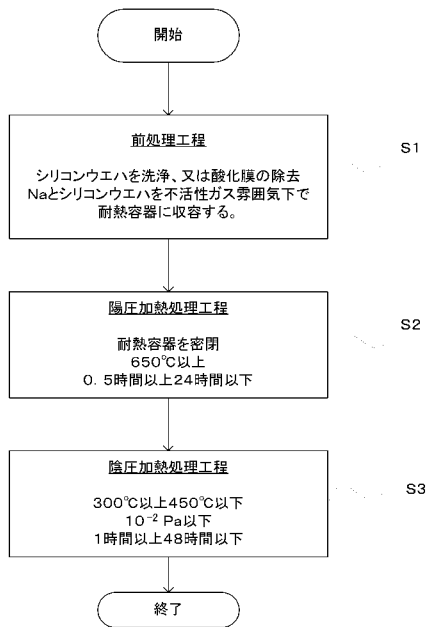 開始
前処理工程
シリコンウエハを洗浄、又は酸化膜の除去
Naとシリコンウエハを不活性ガス雰囲気下で
耐熱容器に収容する。
S1
陽圧加熱処理工程
耐熱容器を密閉
650℃以上
0.5時間以上24時間以下
S2
陰圧加熱処理工程
300℃以上450℃以下
10⁻² Pa以下
1時間以上48時間以下
S3
終了